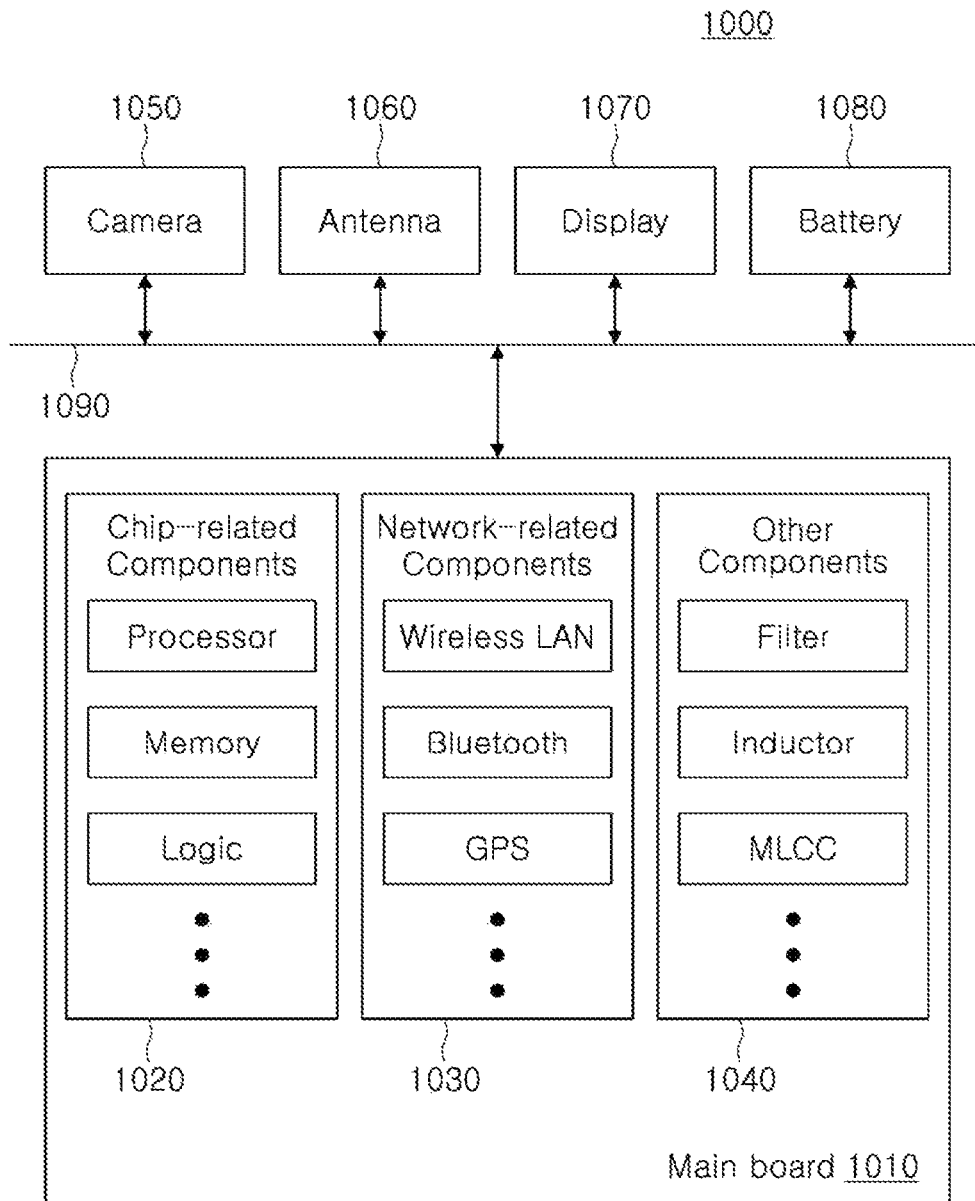 1000
1050
1060
1070
1080
Camera
Antenna
Display
Battery
1090
Chip-related
Components
Processor
Memory
Logic
Network-related
Components
Wireless LAN
Bluetooth
GPS
Other
Components
Filter
Inductor
MLCC
1020
1030
1040
Main board 1010